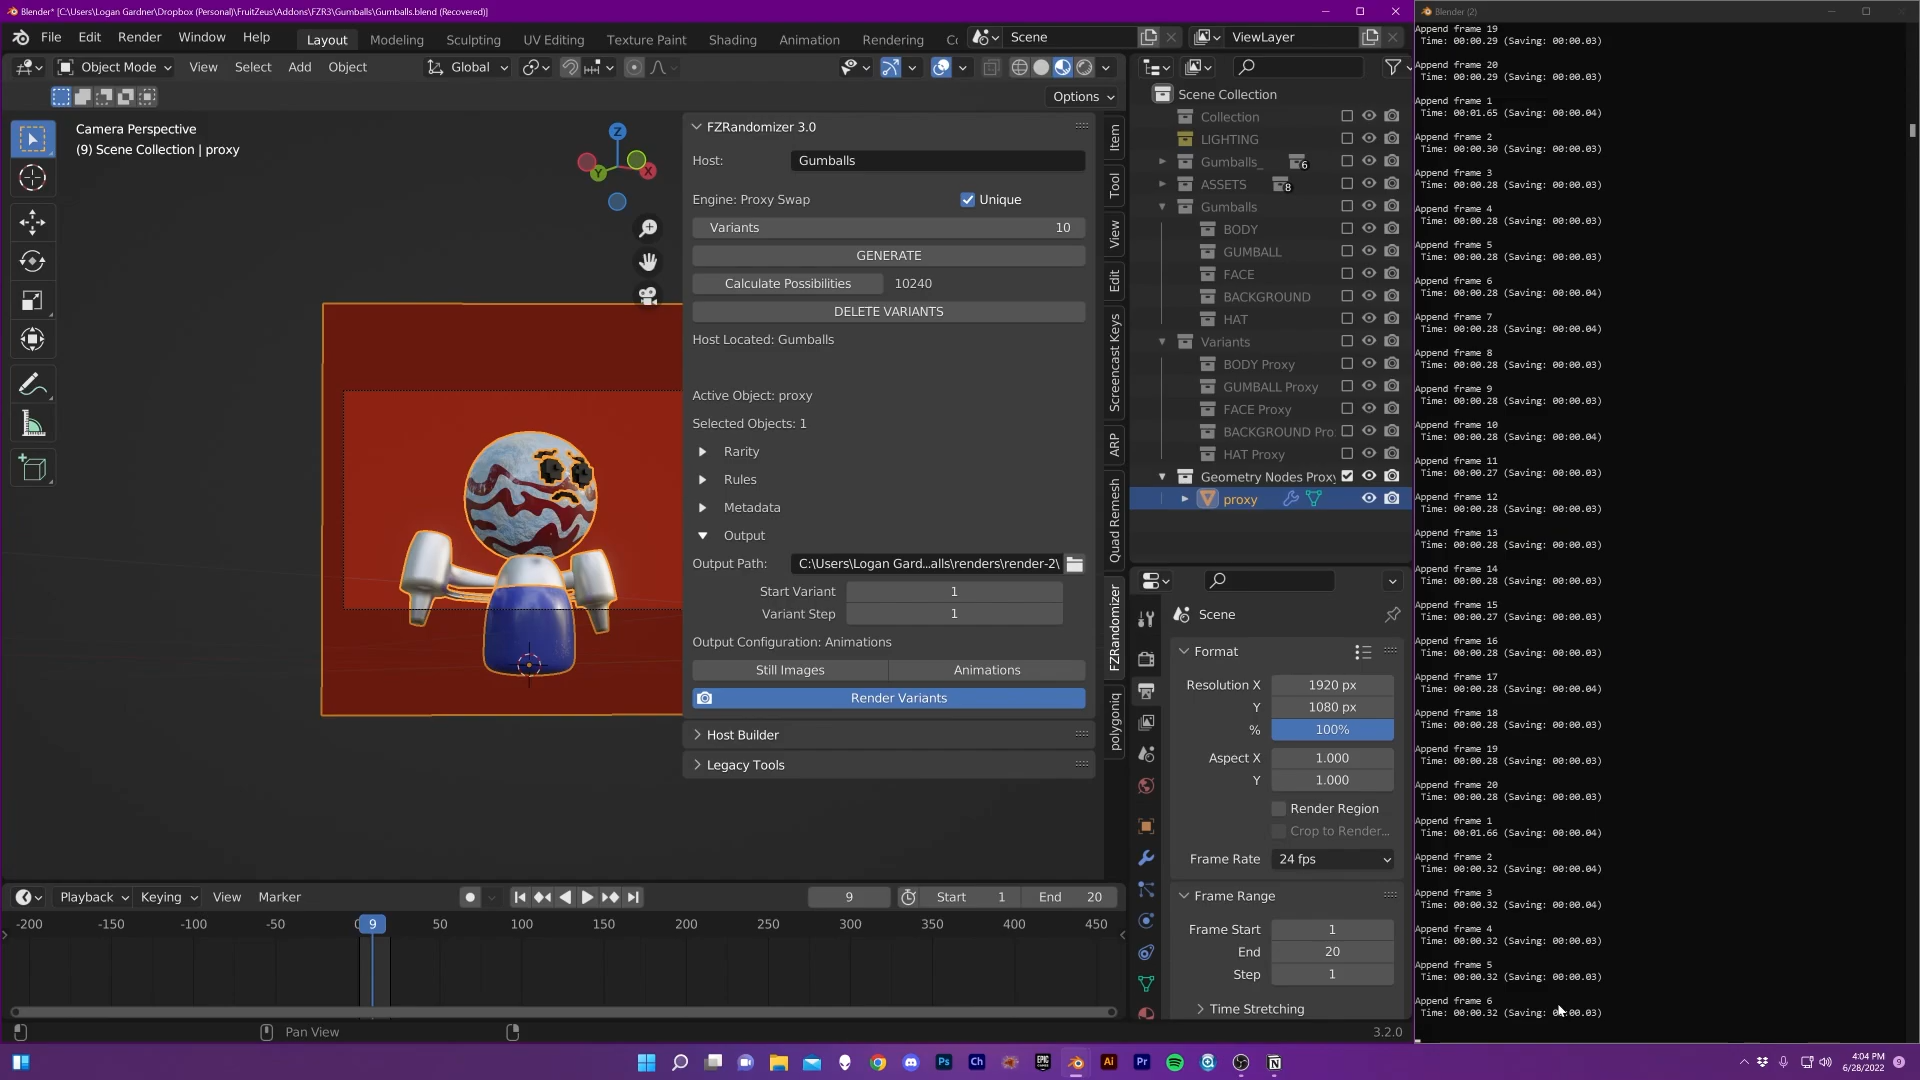 Blender* [C:\Users\Logan Gardner\Dropbox (Personal)\FruitZeus\Addons\FZR3\Gumballs\Gumballs.blend (Recovered)]
File Edit Render Window Help Layout Modeling Sculpting UV Editing Texture Paint Shading Animation Rendering Scene ViewLayer
Object Mode View Select Add Object Global
Options
Camera Perspective
(9) Scene Collection | proxy
Z
Y
X
FZRandomizer 3.0
Host: Gumballs
Engine: Proxy Swap Unique
Variants 10
GENERATE
Calculate Possibilities 10240
DELETE VARIANTS
Host Located: Gumballs
Active Object: proxy
Selected Objects: 1
Rarity
Rules
Metadata
Output
Output Path: C:\Users\Logan Gard...alls\renders\render-2\
Start Variant 1
Variant Step 1
Output Configuration: Animations
Still Images Animations
Render Variants
Host Builder
Legacy Tools
Item
Tool
View
Edit
Screencast Keys
ARP
Quad Remesh
FZRandomizer
polygoniq
Scene Collection
Collection
LIGHTING
Gumballs_ 6
ASSETS 8
Gumballs
BODY
GUMBALL
FACE
BACKGROUND
HAT
Variants
BODY Proxy
GUMBALL Proxy
FACE Proxy
BACKGROUND Pro
HAT Proxy
Geometry Nodes Proxy
proxy
Scene
Format
Resolution X 1920 px
Y 1080 px
% 100%
Aspect X 1.000
Y 1.000
Render Region
Crop to Render...
Frame Rate 24 fps
Frame Range
Frame Start 1
End 20
Step 1
Time Stretching
Playback Keying View Marker 9 Start 1 End 20
-200 -150 -100 -50 0 9 50 100 150 200 250 300 350 400 450
Pan View
3.2.0
Blender (2)
Append frame 19
Time: 00:00.29 (Saving: 00:00.03)
Append frame 20
Time: 00:00.29 (Saving: 00:00.03)
Append frame 1
Time: 00:01.65 (Saving: 00:00.04)
Append frame 2
Time: 00:00.30 (Saving: 00:00.03)
Append frame 3
Time: 00:00.28 (Saving: 00:00.03)
Append frame 4
Time: 00:00.28 (Saving: 00:00.03)
Append frame 5
Time: 00:00.28 (Saving: 00:00.03)
Append frame 6
Time: 00:00.28 (Saving: 00:00.04)
Append frame 7
Time: 00:00.28 (Saving: 00:00.04)
Append frame 8
Time: 00:00.28 (Saving: 00:00.03)
Append frame 9
Time: 00:00.28 (Saving: 00:00.03)
Append frame 10
Time: 00:00.28 (Saving: 00:00.04)
Append frame 11
Time: 00:00.27 (Saving: 00:00.03)
Append frame 12
Time: 00:00.28 (Saving: 00:00.03)
Append frame 13
Time: 00:00.28 (Saving: 00:00.03)
Append frame 14
Time: 00:00.28 (Saving: 00:00.03)
Append frame 15
Time: 00:00.27 (Saving: 00:00.03)
Append frame 16
Time: 00:00.28 (Saving: 00:00.03)
Append frame 17
Time: 00:00.28 (Saving: 00:00.04)
Append frame 18
Time: 00:00.28 (Saving: 00:00.03)
Append frame 19
Time: 00:00.28 (Saving: 00:00.03)
Append frame 20
Time: 00:00.28 (Saving: 00:00.03)
Append frame 1
Time: 00:01.66 (Saving: 00:00.04)
Append frame 2
Time: 00:00.32 (Saving: 00:00.04)
Append frame 3
Time: 00:00.32 (Saving: 00:00.04)
Append frame 4
Time: 00:00.32 (Saving: 00:00.03)
Append frame 5
Time: 00:00.32 (Saving: 00:00.03)
Append frame 6
Time: 00:00.32 (Saving: 00:00.03)
Ps Ch EPIC Ai Pr N
4:04 PM
6/28/2022
9